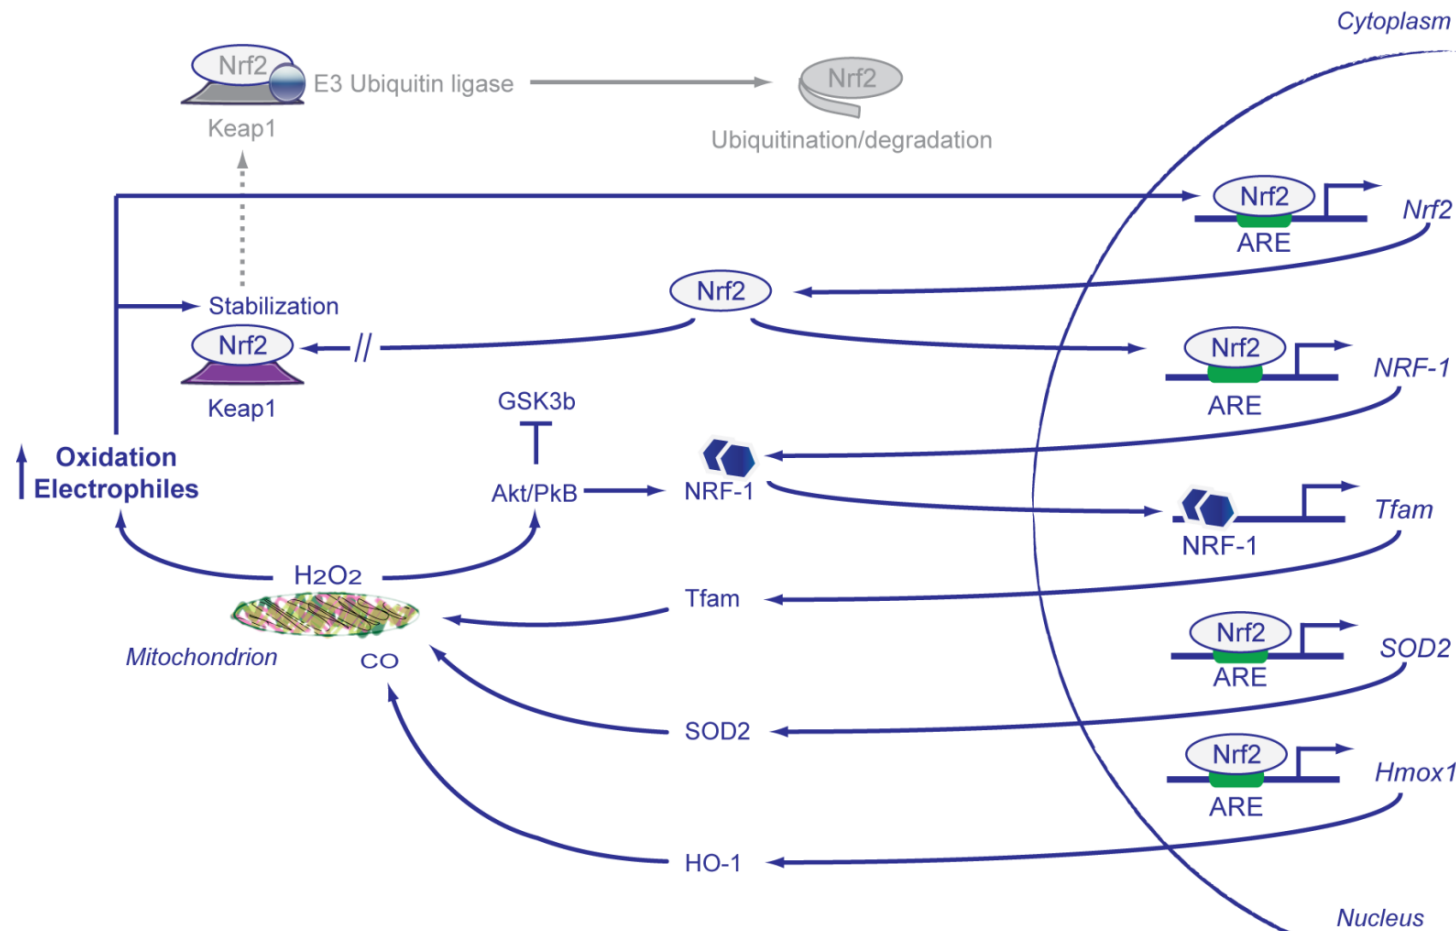 Cytoplasm
Nrf2
E3 Ubiquitin ligase
Keap1
Nrf2
Ubiquitination/degradation
Nrf2
ARE
Nrf2
Stabilization
Nrf2
Keap1
Nrf2
Nrf2
ARE
NRF-1
GSK3b
Oxidation
Electrophiles
Akt/PkB
NRF-1
NRF-1
Tfam
H2O2
Mitochondrion
CO
Tfam
Nrf2
ARE
SOD2
SOD2
Nrf2
ARE
Hmox1
HO-1
Nucleus